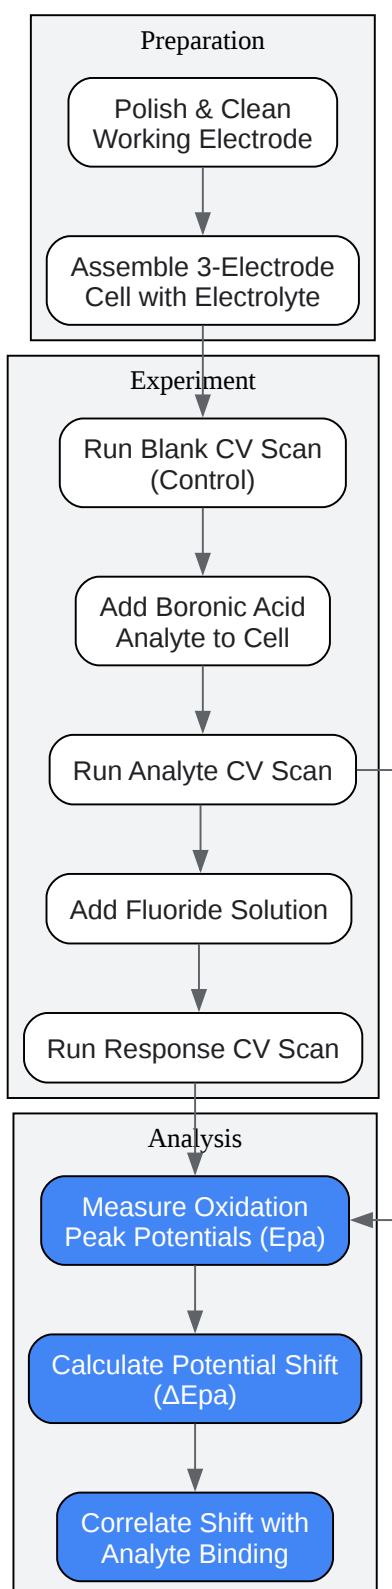 Preparation
Polish & Clean
Working Electrode
Assemble 3-Electrode
Cell with Electrolyte
Experiment
Run Blank CV Scan
(Control)
Add Boronic Acid
Analyte to Cell
Run Analyte CV Scan
Add Fluoride Solution
Run Response CV Scan
Analysis
Measure Oxidation
Peak Potentials (Epa)
Calculate Potential Shift
(ΔEpa)
Correlate Shift with
Analyte Binding